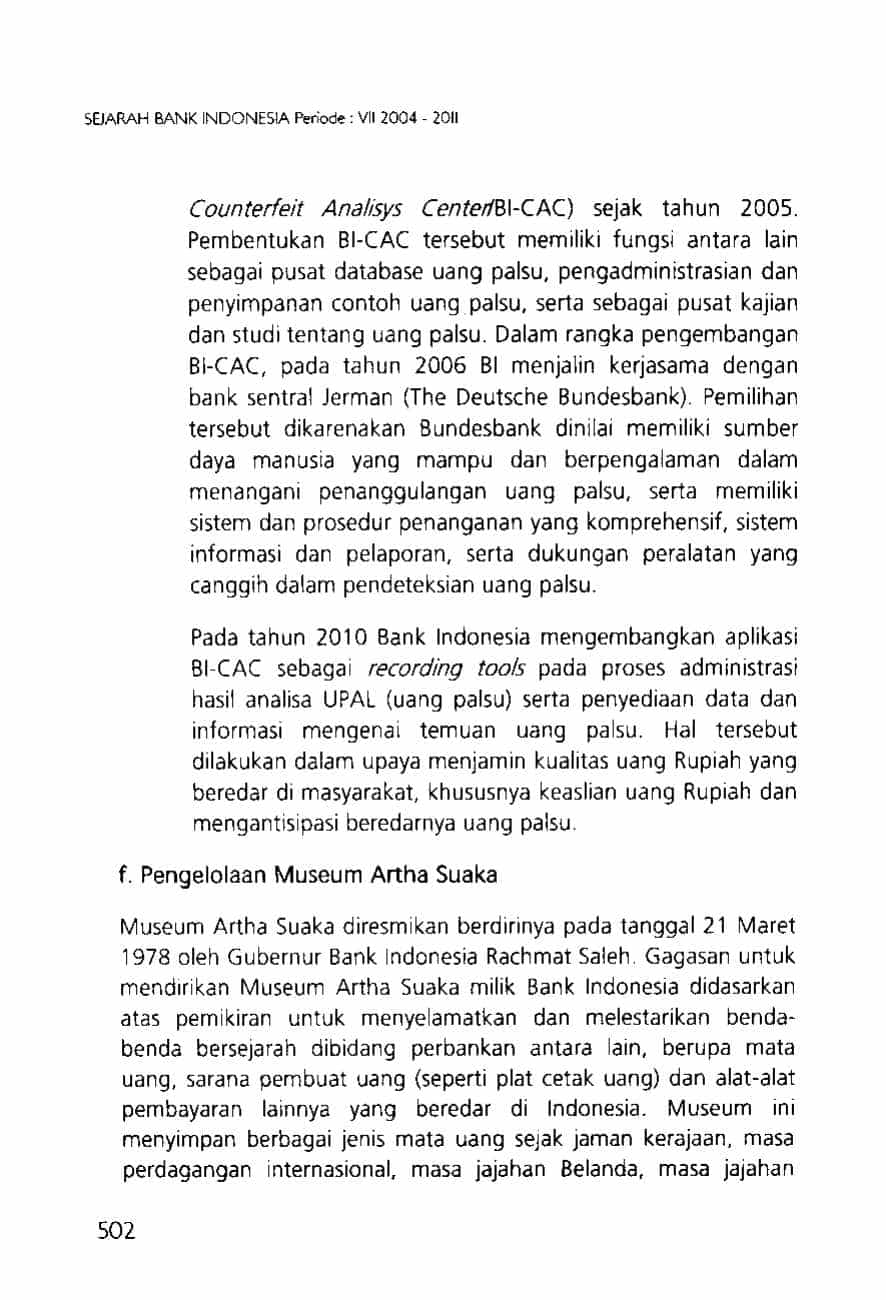 SEJARAH BANK INDONESIA Periode : VII 2004 - 2011
Counterfeit Analisys Center/BI-CAC) sejak tahun 2005.
Pembentukan BI-CAC tersebut memiliki fungsi antara lain
sebagai pusat database uang palsu, pengadministrasian dan
penyimpanan contoh uang palsu, serta sebagai pusat kajian
dan studi tentang uang palsu. Dalam rangka pengembangan
BI-CAC, pada tahun 2006 BI menjalin kerjasama dengan
bank sentral Jerman (The Deutsche Bundesbank). Pemilihan
tersebut dikarenakan Bundesbank dinilai memiliki sumber
daya manusia yang mampu dan berpengalaman dalam
menangani penanggulangan uang palsu, serta memiliki
sistem dan prosedur penanganan yang komprehensif, sistem
informasi dan pelaporan, serta dukungan peralatan yang
canggih dalam pendeteksian uang palsu.
Pada tahun 2010 Bank Indonesia mengembangkan aplikasi
BI-CAC sebagai recording tools pada proses administrasi
hasil analisa UPAL (uang palsu) serta penyediaan data dan
informasi mengenai temuan uang palsu. Hal tersebut
dilakukan dalam upaya menjamin kualitas uang Rupiah yang
beredar di masyarakat, khususnya keaslian uang Rupiah dan
mengantisipasi beredarnya uang palsu.
f. Pengelolaan Museum Artha Suaka
Museum Artha Suaka diresmikan berdirinya pada tanggal 21 Maret
1978 oleh Gubernur Bank Indonesia Rachmat Saleh. Gagasan untuk
mendirikan Museum Artha Suaka milik Bank Indonesia didasarkan
atas pemikiran untuk menyelamatkan dan melestarikan benda-
benda bersejarah dibidang perbankan antara lain, berupa mata
uang, sarana pembuat uang (seperti plat cetak uang) dan alat-alat
pembayaran lainnya yang beredar di Indonesia. Museum ini
menyimpan berbagai jenis mata uang sejak jaman kerajaan, masa
perdagangan internasional, masa jajahan Belanda, masa jajahan
502